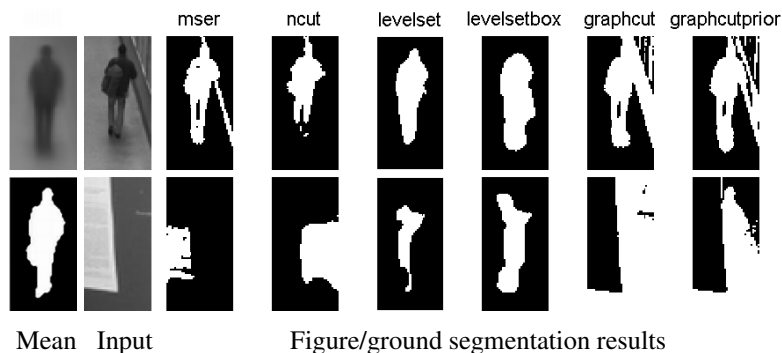 mser ncut levelset levelsetbox graphcut graphcutprior
Mean Input Figure/ground segmentation results